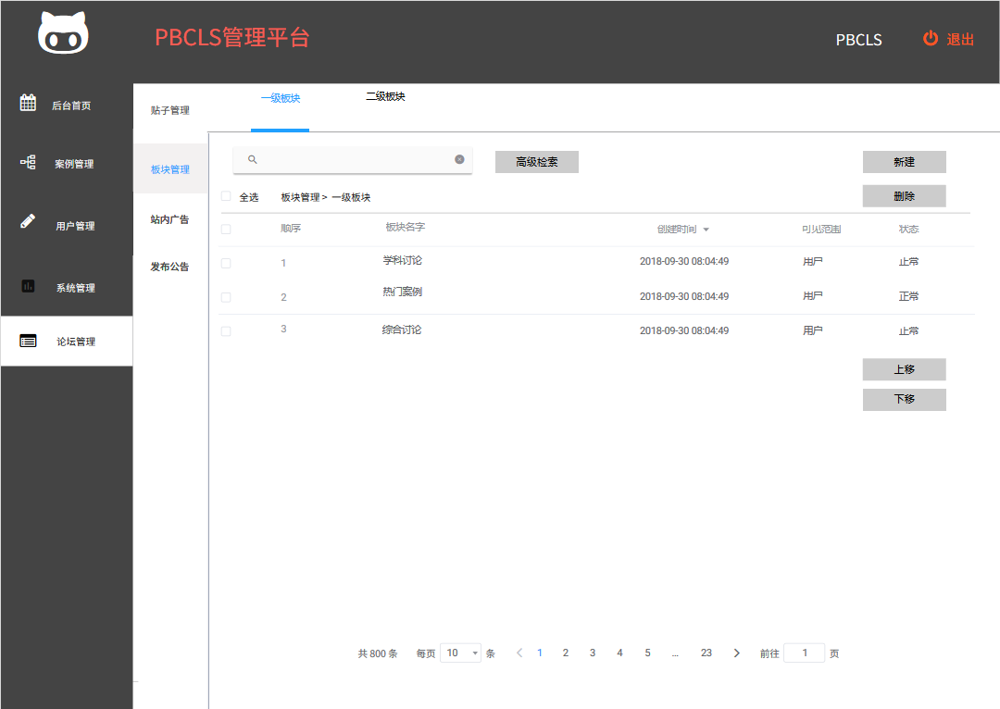 PBCLS管理平台
PBCLS
退出
后台首页
案例管理
用户管理
系统管理
论坛管理
贴子管理
板块管理
站内广告
发布公告
一级板块
二级板块
高级检索
新建
删除
全选
板块管理 > 一级板块
顺序 板块名字 创建时间 可见范围 状态
1 学科讨论 2018-09-30 08:04:49 用户 正常
2 热门案例 2018-09-30 08:04:49 用户 正常
3 综合讨论 2018-09-30 08:04:49 用户 正常
上移
下移
共 800 条 每页 10 条 1 2 3 4 5 ... 23 前往 1 页